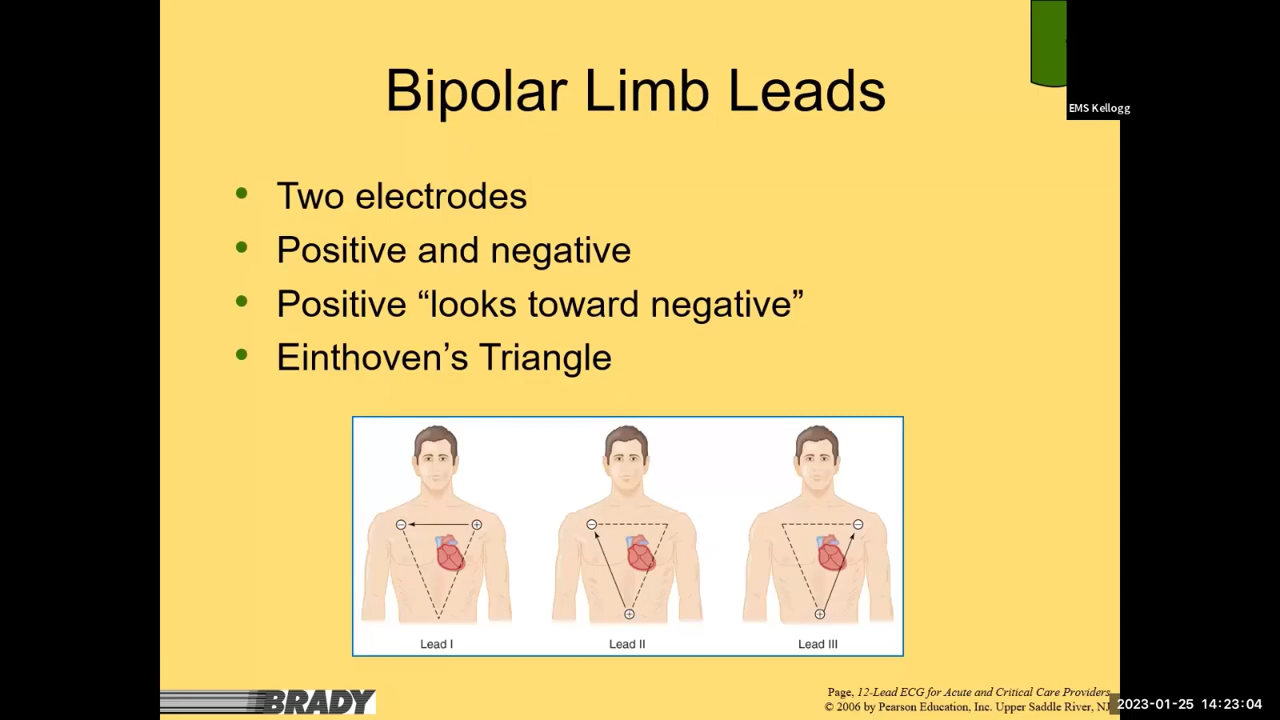 Bipolar Limb Leads
EMS Kellogg
• Two electrodes
• Positive and negative
• Positive “looks toward negative”
• Einthoven’s Triangle
− +
− +
− +
Lead I
Lead II
Lead III
BRADY
Page, 12-Lead ECG for Acute and Critical Care Providers
© 2006 by Pearson Education, Inc. Upper Saddle River, NJ
2023-01-25 14:23:04